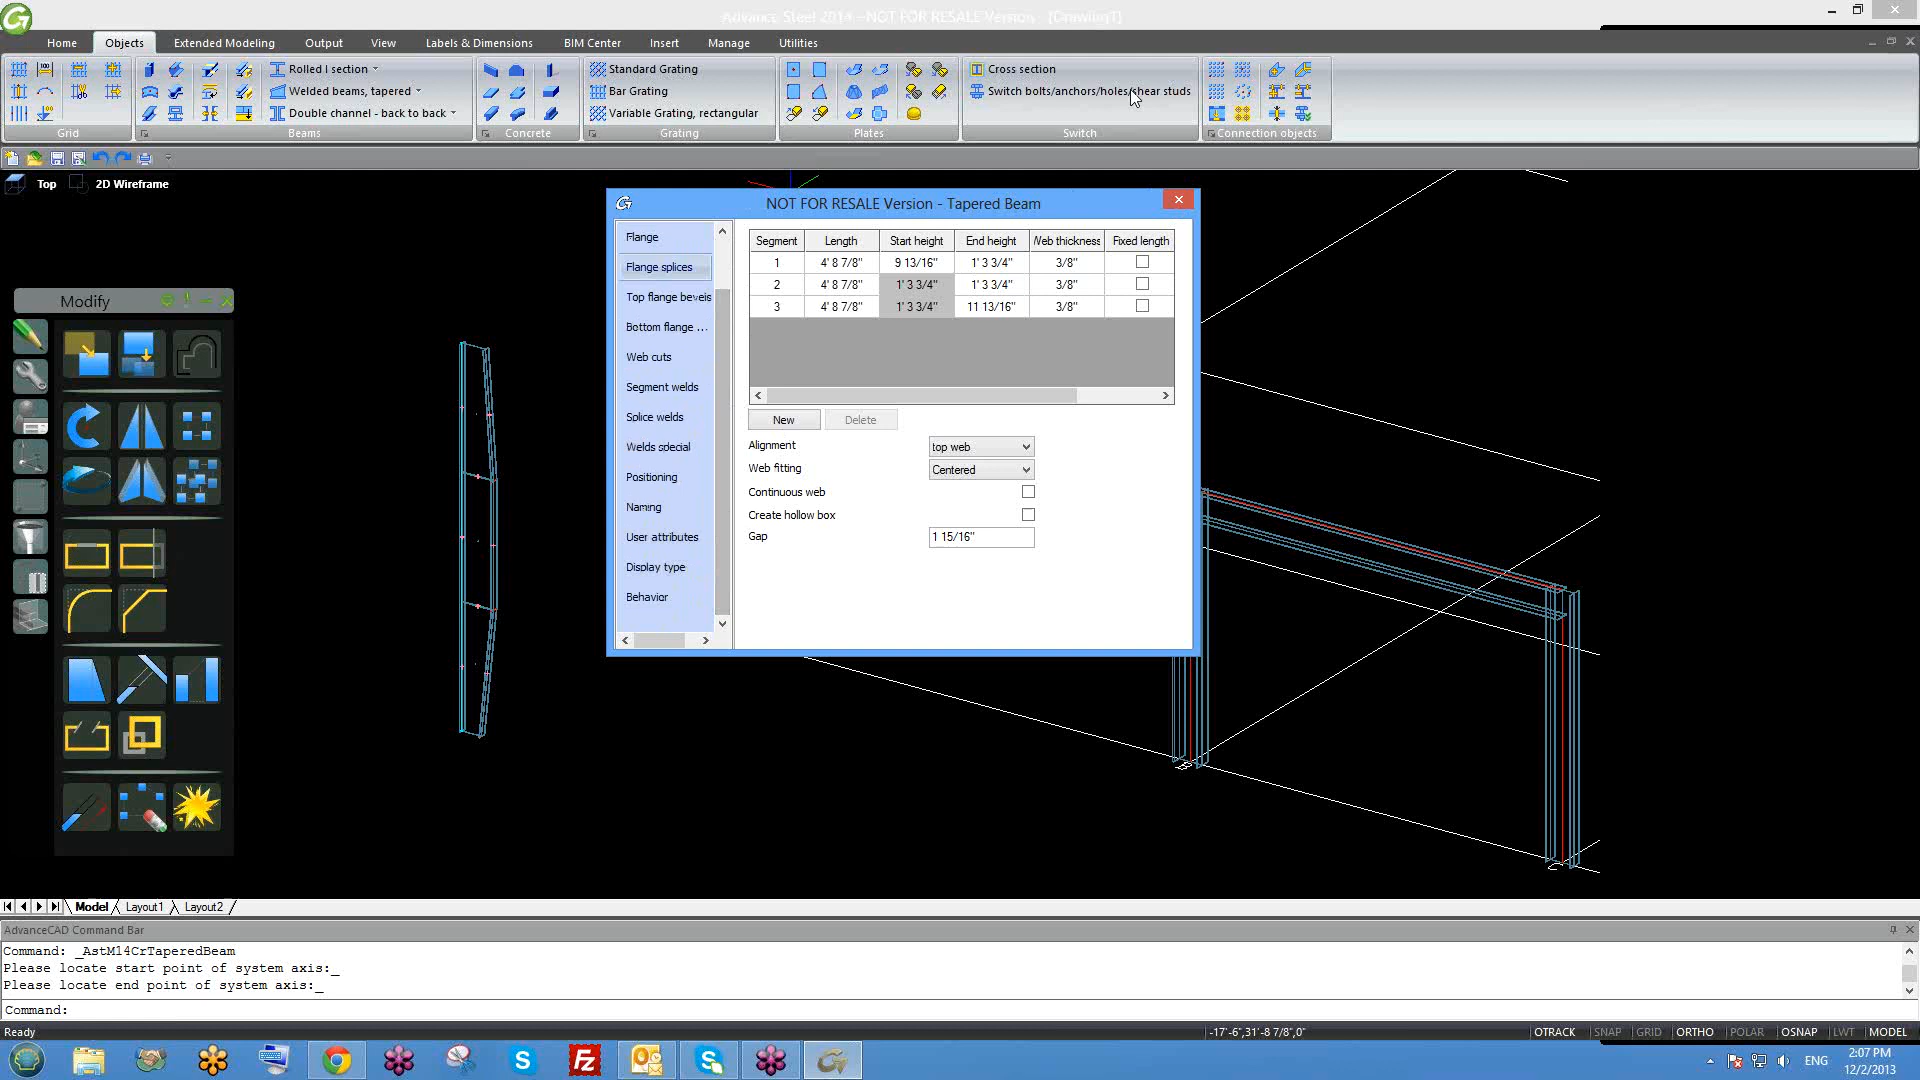 Advance Steel 2014 - NOT FOR RESALE Version - [Drawing1]
Home Objects Extended Modeling Output View Labels & Dimensions BIM Center Insert Manage Utilities
Rolled I section
Welded beams, tapered
Double channel - back to back
Standard Grating
Bar Grating
Variable Grating, rectangular
Cross section
Switch bolts/anchors/holes/shear studs
Grid Beams Concrete Grating Plates Switch Connection objects
Top 2D Wireframe
NOT FOR RESALE Version - Tapered Beam
Modify
Flange
Flange splices
Top flange bevels
Bottom flange ...
Web cuts
Segment welds
Splice welds
Welds special
Positioning
Naming
User attributes
Display type
Behavior
Segment Length Start height End height Web thickness Fixed length
1 4' 8 7/8" 9 13/16" 1' 3 3/4" 3/8"
2 4' 8 7/8" 1' 3 3/4" 1' 3 3/4" 3/8"
3 4' 8 7/8" 1' 3 3/4" 11 13/16" 3/8"
New Delete
Alignment top web
Web fitting Centered
Continuous web
Create hollow box
Gap 1 15/16"
Model Layout1 Layout2
AdvanceCAD Command Bar
Command: _AstM14CrTaperedBeam
Please locate start point of system axis:_
Please locate end point of system axis:_
Command:
Ready -17'-6",31'-8 7/8",0" OTRACK SNAP GRID ORTHO POLAR OSNAP LWT MODEL
ENG 2:07 PM
12/2/2013